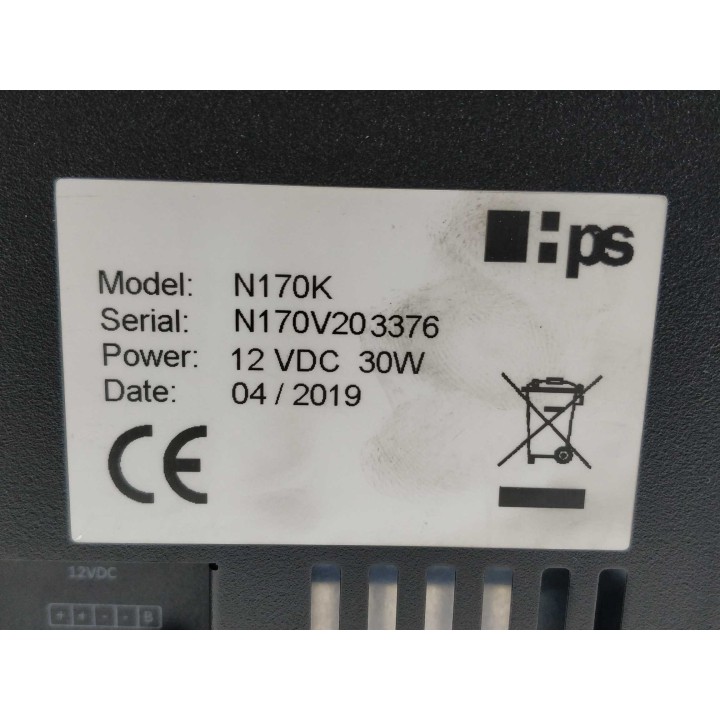 ps
Model: N170K
Serial: N170V203376
Power: 12 VDC 30W
Date: 04 / 2019
CE
12VDC
+ + - - B